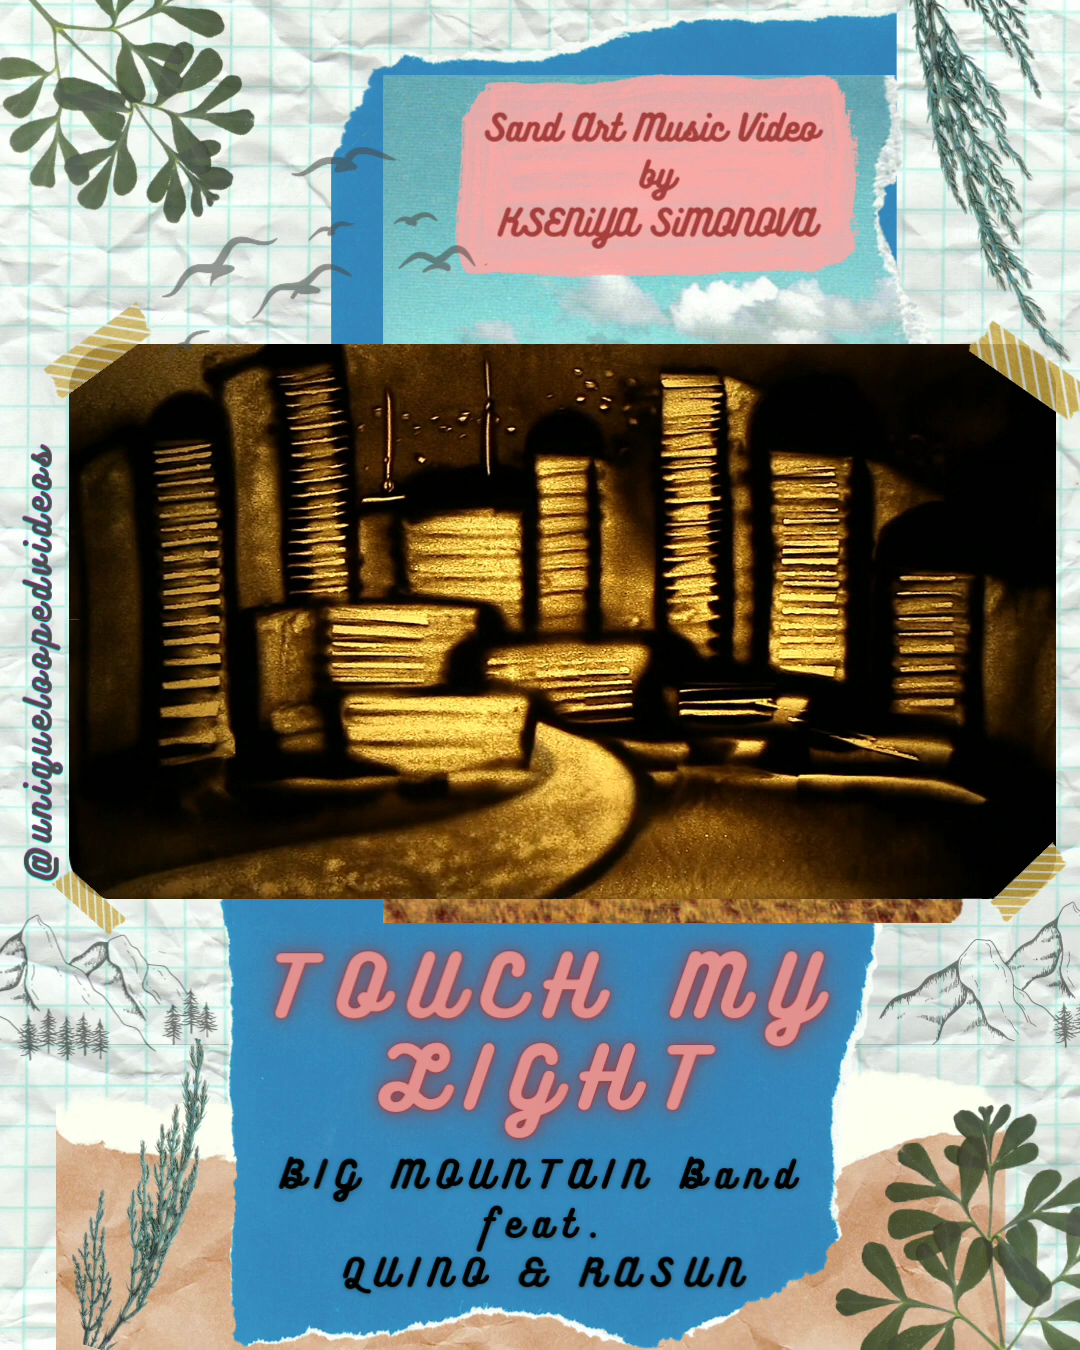 Sand Art Music Video
by
KSENiYA SiMONOVA
@uniqueloopedvideos
TOUCH MY
LIGHT
BIG MOUNTAIN Band
feat.
QUINO & RASUN